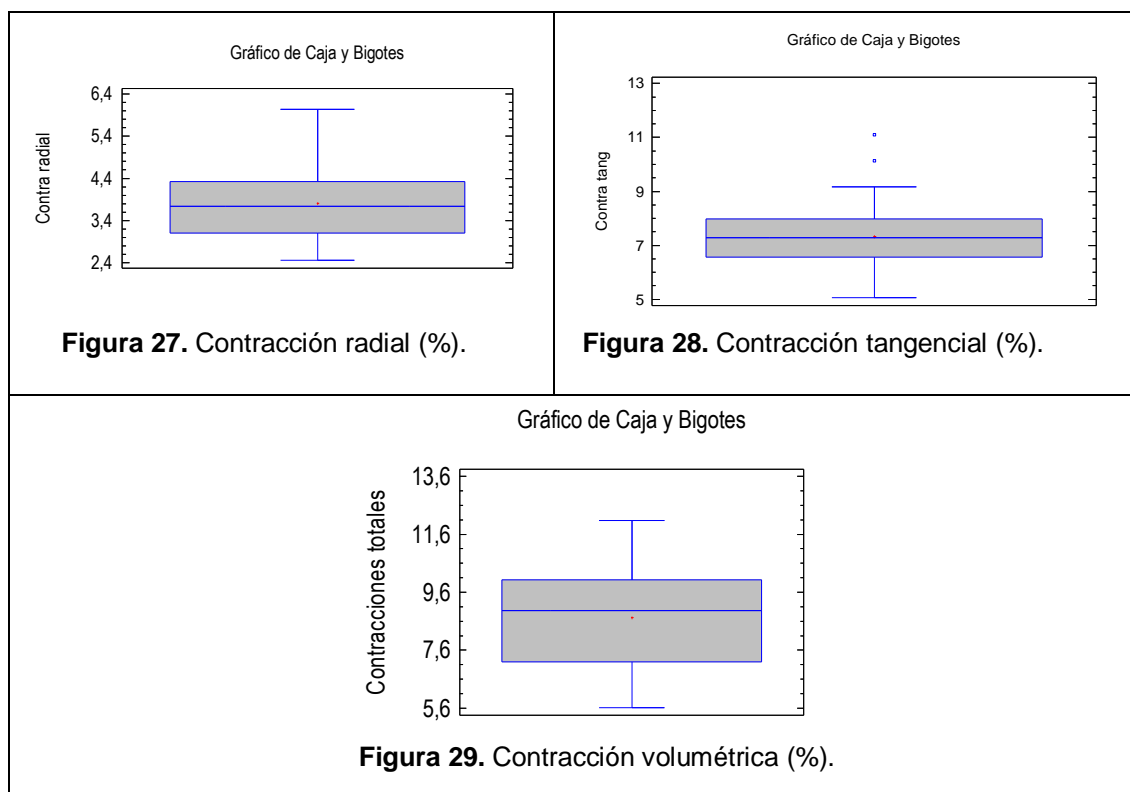 Gráfico de Caja y Bigotes
6,4
5,4
4,4
3,4
2,4
Contra radial
Figura 27. Contracción radial (%).
Gráfico de Caja y Bigotes
13
11
9
7
5
Contra tang
Figura 28. Contracción tangencial (%).
Gráfico de Caja y Bigotes
13,6
11,6
9,6
7,6
5,6
Contracciones totales
Figura 29. Contracción volumétrica (%).